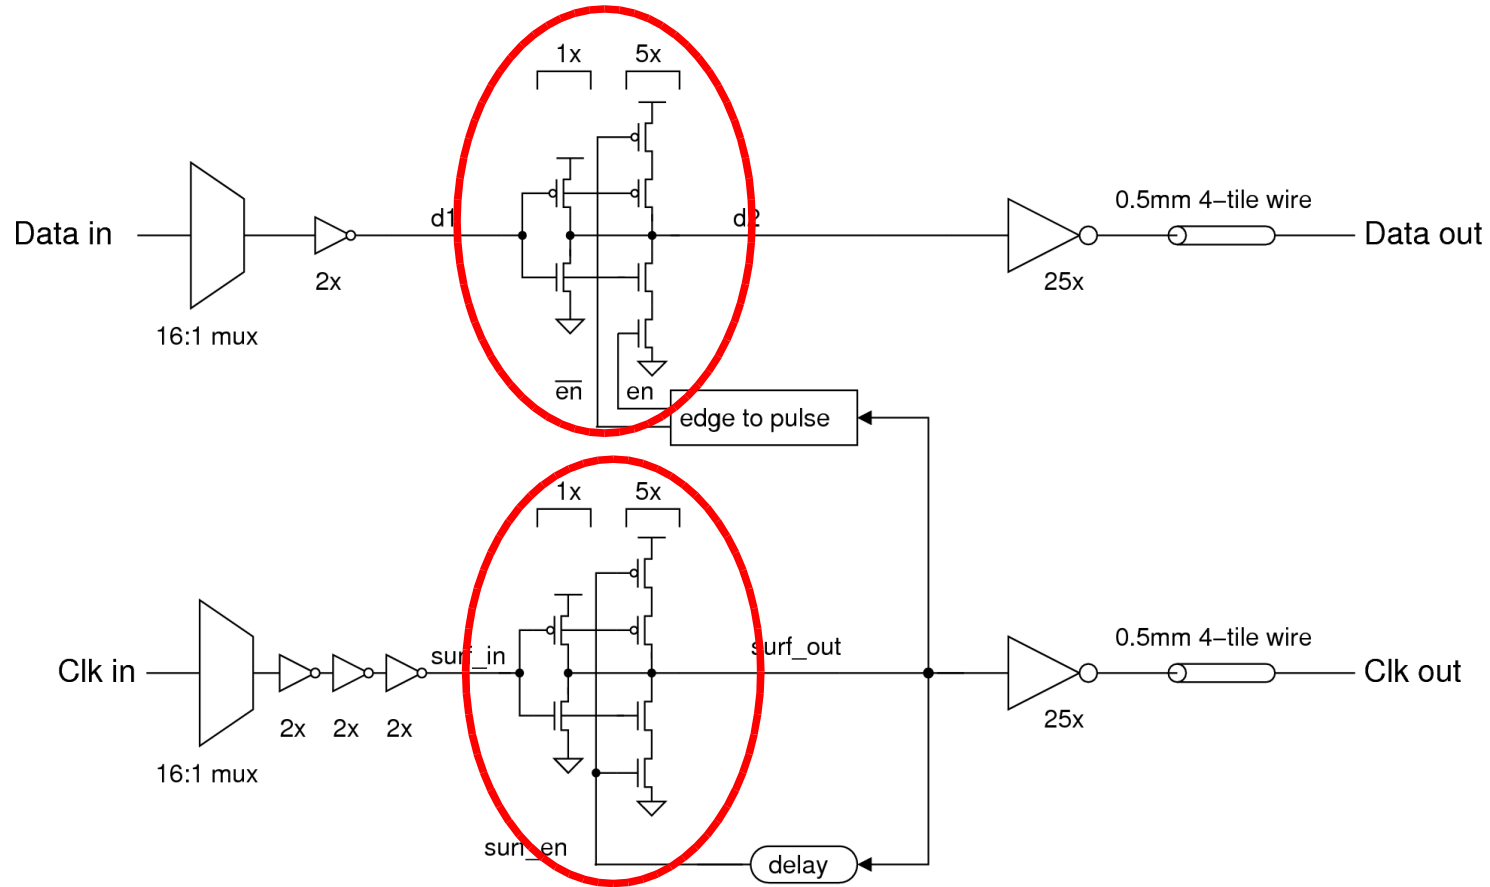 1x 5x
Data in
d1
d2
0.5mm 4−tile wire
Data out
2x
25x
16:1 mux
en en
edge to pulse
1x 5x
Clk in
surf_in
surf_out
0.5mm 4−tile wire
Clk out
2x 2x 2x
25x
16:1 mux
surf_en
delay